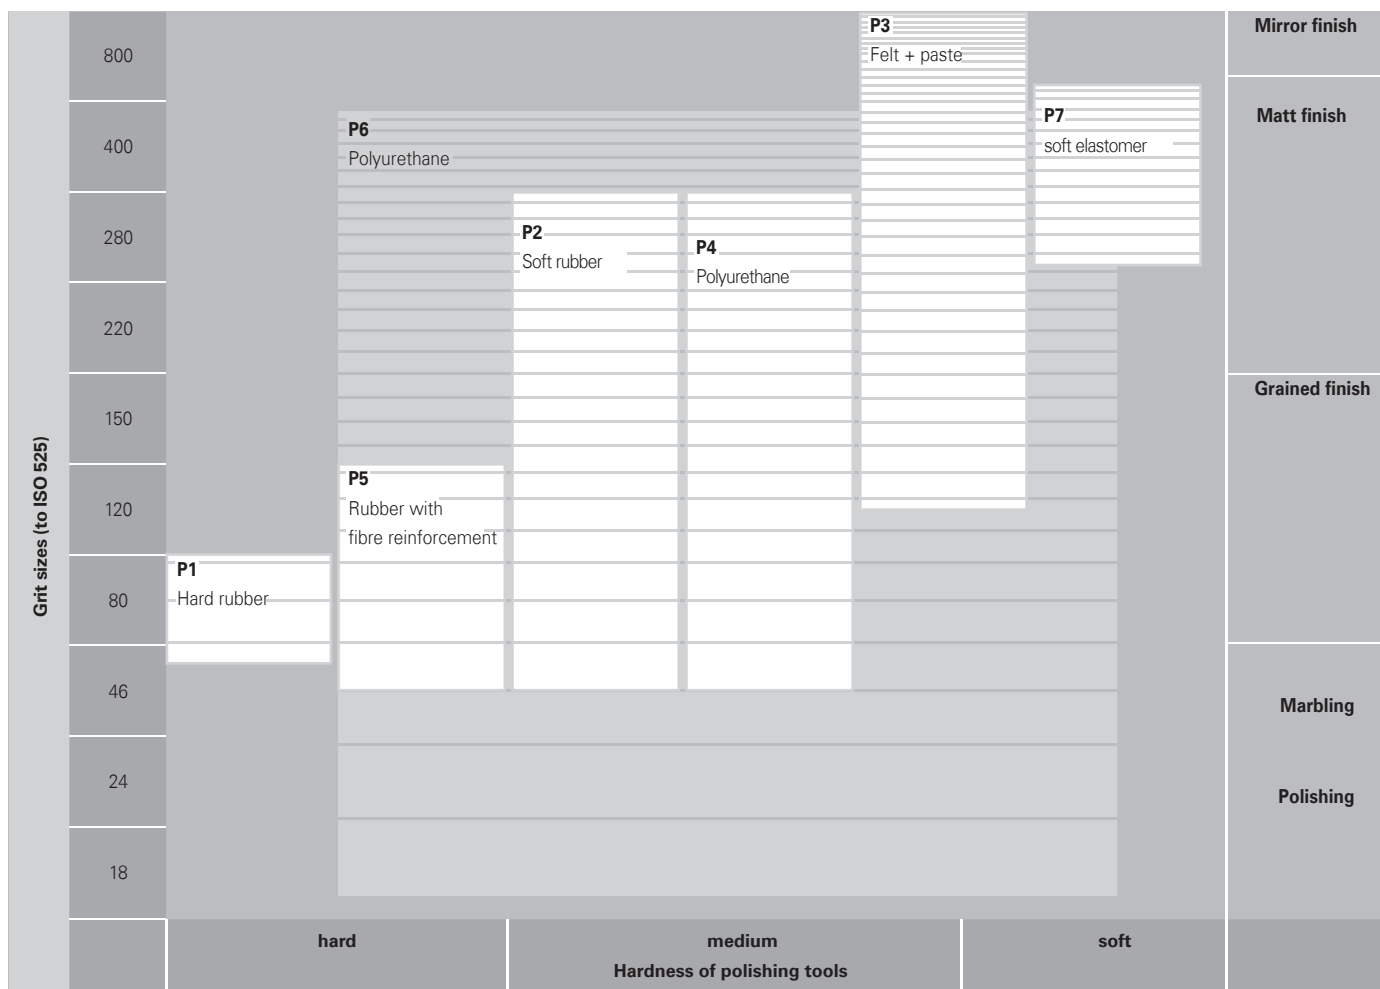 P3
Mirror finish
800
Felt + paste
P7
Matt finish
P6
400
soft elastomer
Polyurethane
P2
280
P4
Soft rubber
Polyurethane
220
Grained finish
150
Grit sizes (to ISO 525)
P5
120
Rubber with
fibre reinforcement
P1
80
Hard rubber
46
Marbling
24
Polishing
18
hard
medium
soft
Hardness of polishing tools